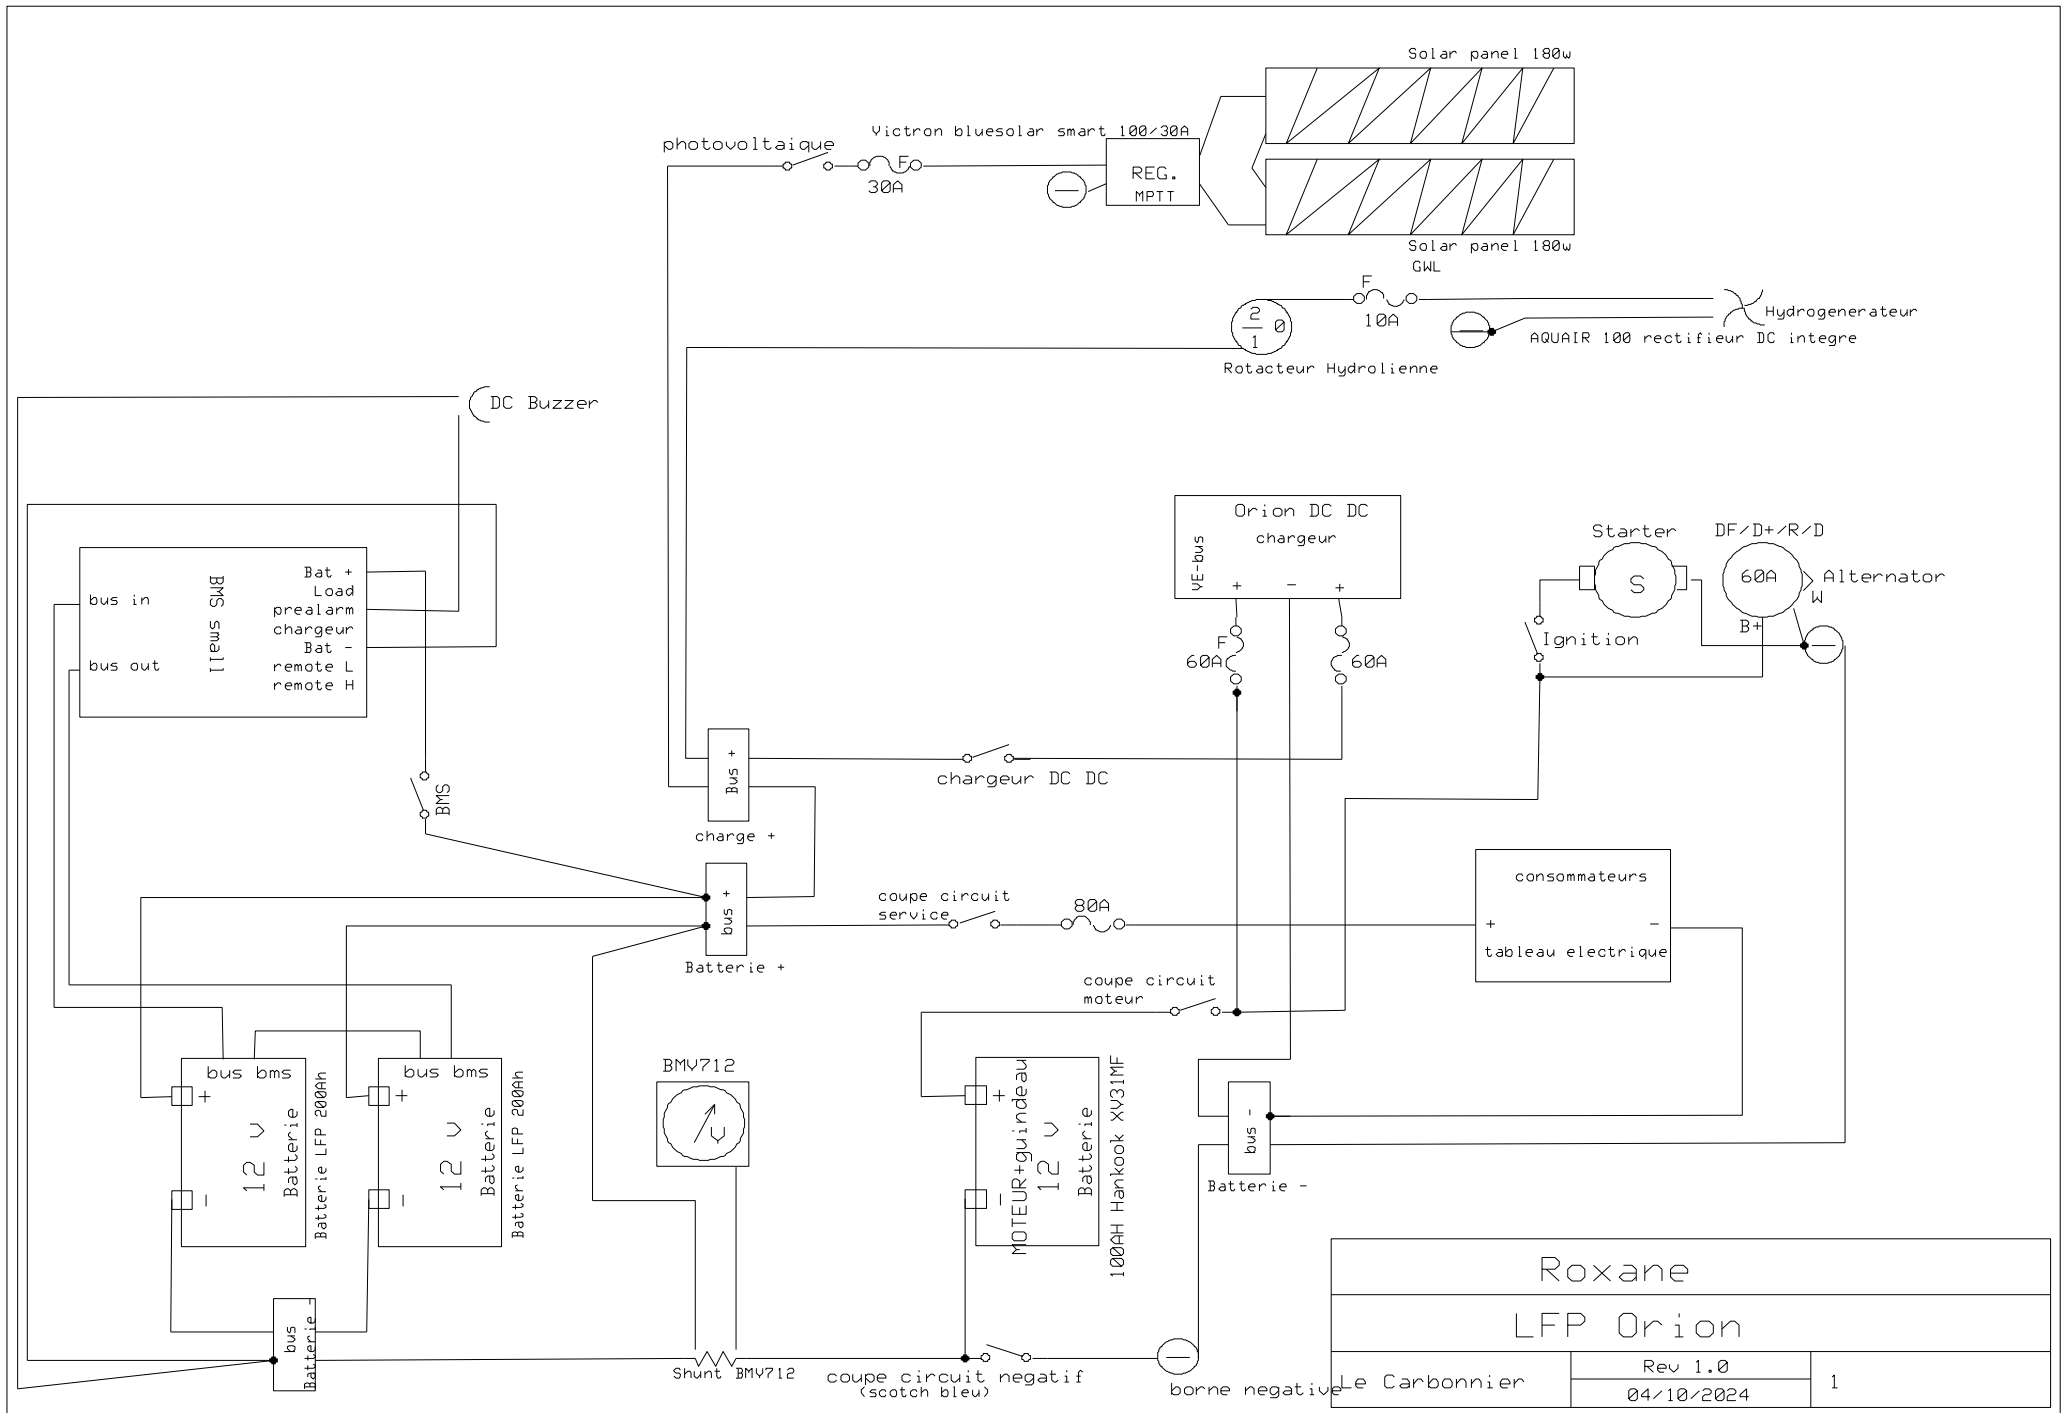 Solar panel 180w
Victron bluesolar smart 100/30A
photovoltaique
F
30A
REG.
MPTT
Solar panel 180w
GWL
F
10A
2
1
0
Hydrogenerateur
AQUAIR 100 rectifieur DC integre
Rotacteur Hydrolienne
DC Buzzer
Orion DC DC
chargeur
VE-bus
+
−
+
Starter
DF/D+/R/D
S
60A
Alternator
W
B+
Ignition
F
60A
60A
BMS small
bus in
bus out
Bat +
Load
prealarm
chargeur
Bat -
remote L
remote H
BMS
Bus +
charge +
chargeur DC DC
bus +
Batterie +
coupe circuit
service
80A
consommateurs
+
-
tableau electrique
coupe circuit
moteur
bus bms
+
12 V
Batterie
-
Batterie LFP 200Ah
bus bms
+
12 V
Batterie
-
Batterie LFP 200Ah
BMV712
V
MOTEUR+guindeau
+
12 V
Batterie
-
100AH Hankook XV31MF
bus -
Batterie -
bus
Batterie -
Shunt BMV712
coupe circuit negatif
(scotch bleu)
borne negative
Roxane
LFP Orion
Le Carbonnier
Rev 1.0
04/10/2024
1